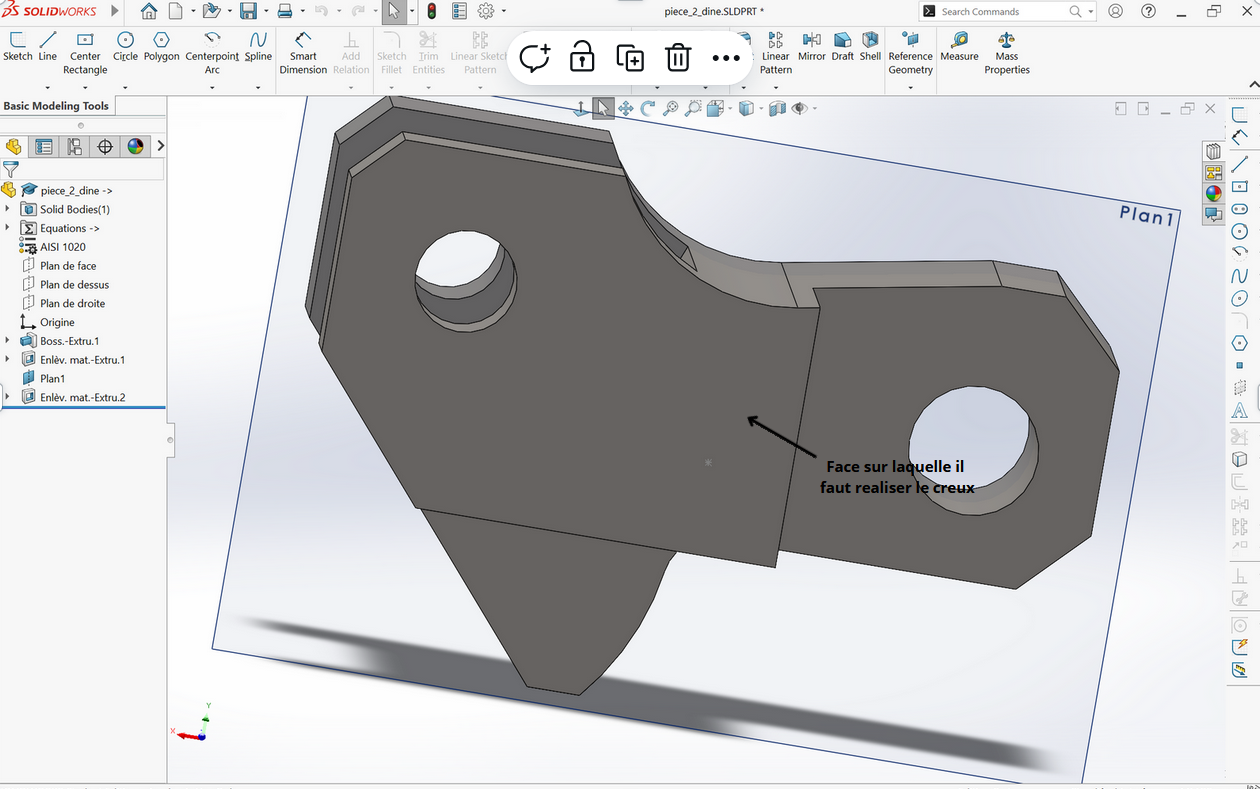 SOLIDWORKS
piece_2_dine.SLDPRT *
Search Commands
Sketch Line Center Rectangle Circle Polygon Centerpoint Arc Spline Smart Dimension Add Relation Sketch Fillet Trim Entities Linear Sketch Pattern Linear Pattern Mirror Draft Shell Reference Geometry Measure Mass Properties
Basic Modeling Tools
piece_2_dine ->
Solid Bodies(1)
Equations ->
AISI 1020
Plan de face
Plan de dessus
Plan de droite
Origine
Boss.-Extru.1
Enlèv. mat.-Extru.1
Plan1
Enlèv. mat.-Extru.2
Plan1
Face sur laquelle il
faut realiser le creux
Y
X